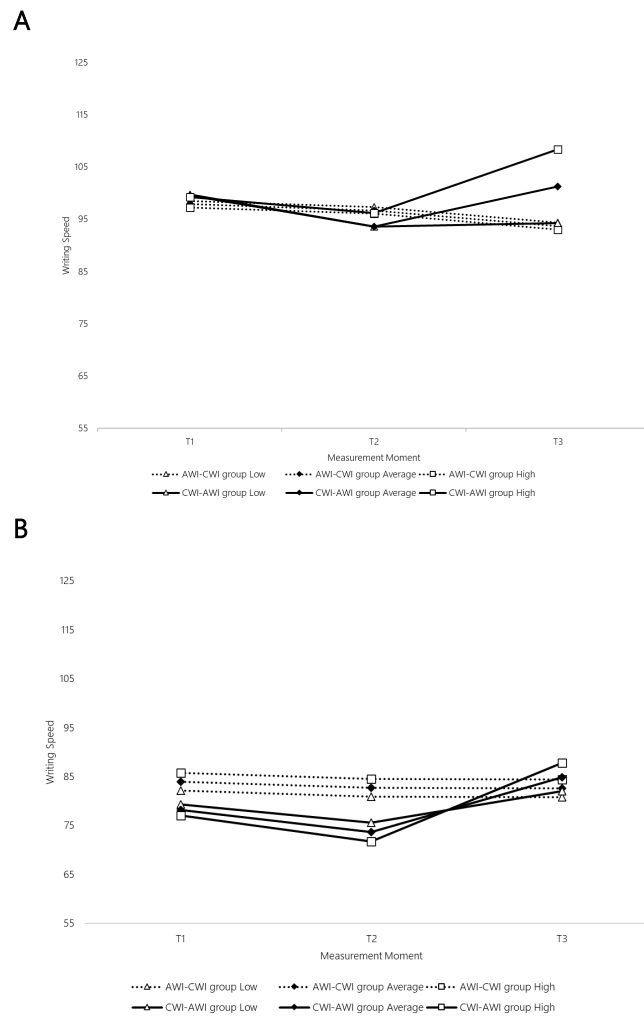 A
125
115
105
95
85
75
65
55
Writing Speed
T1 T2 T3
Measurement Moment
AWI-CWI group Low AWI-CWI group Average AWI-CWI group High
CWI-AWI group Low CWI-AWI group Average CWI-AWI group High
B
125
115
105
95
85
75
65
55
Writing Speed
T1 T2 T3
Measurement Moment
AWI-CWI group Low AWI-CWI group Average AWI-CWI group High
CWI-AWI group Low CWI-AWI group Average CWI-AWI group High